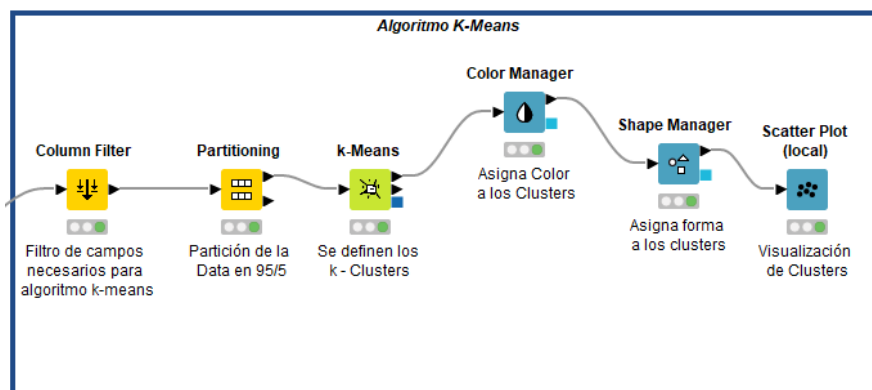 Algoritmo K-Means
Color Manager
Asigna Color
a los Clusters
Shape Manager
Asigna forma
a los clusters
Scatter Plot
(local)
Visualización
de Clusters
Column Filter
Filtro de campos
necesarios para
algoritmo k-means
Partitioning
Partición de la
Data en 95/5
k-Means
Se definen los
k - Clusters